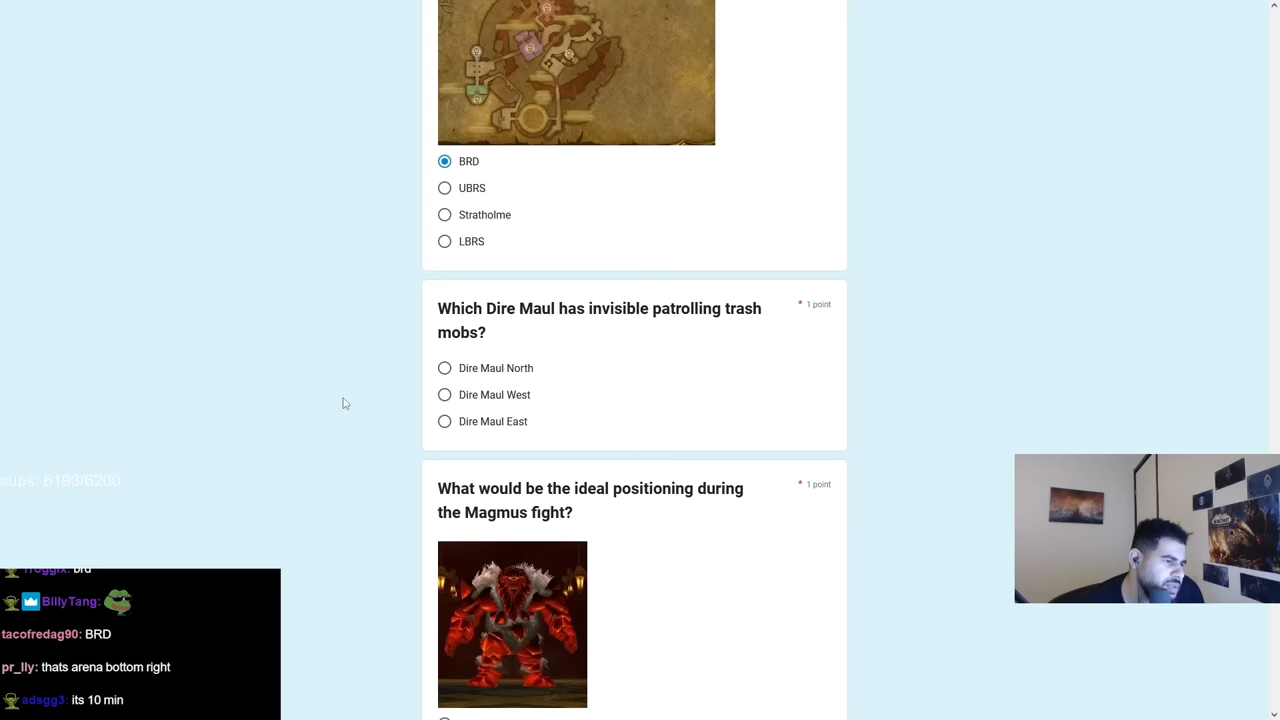 BRD
UBRS
Stratholme
LBRS
Which Dire Maul has invisible patrolling trash
mobs?
* 1 point
Dire Maul North
Dire Maul West
Dire Maul East
What would be the ideal positioning during
the Magmus fight?
* 1 point
subs: 6193/6200
Troggix: brd
BillyTang:
tacofredag90: BRD
pr_lly: thats arena bottom right
adsgg3: its 10 min